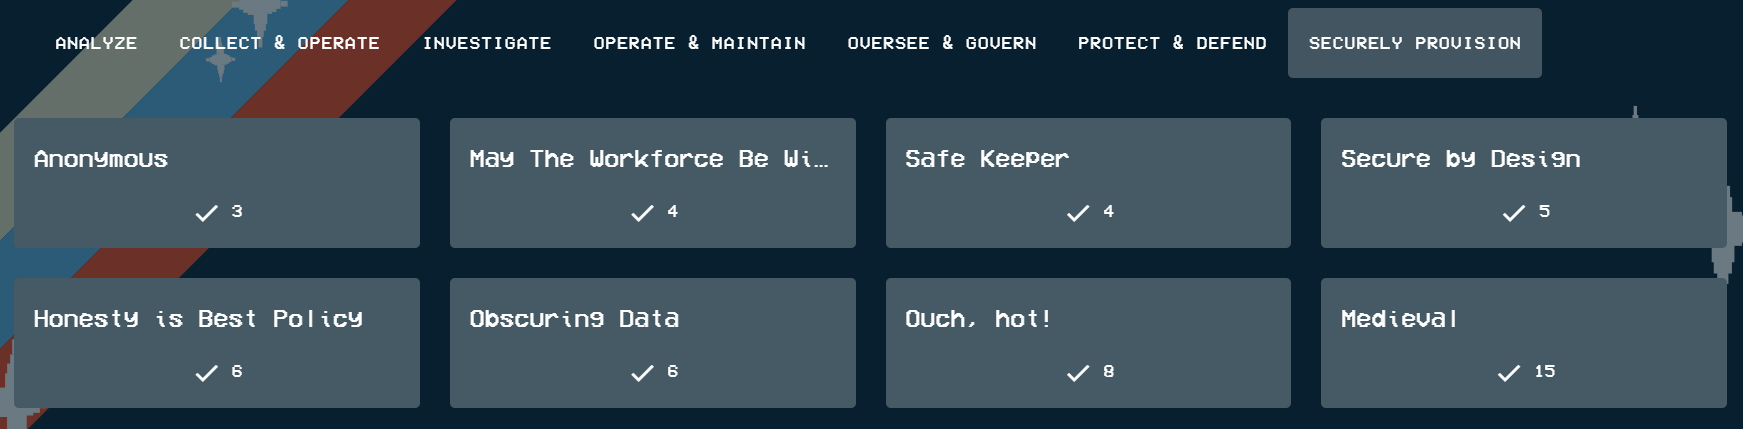 ANALYZE COLLECT & OPERATE INVESTIGATE OPERATE & MAINTAIN OVERSEE & GOVERN PROTECT & DEFEND SECURELY PROVISION
Anonymous May The Workforce Be Wi… Safe Keeper Secure by Design
3 4 4 5
Honesty is Best Policy Obscuring Data Ouch, hot! Medieval
6 6 8 15